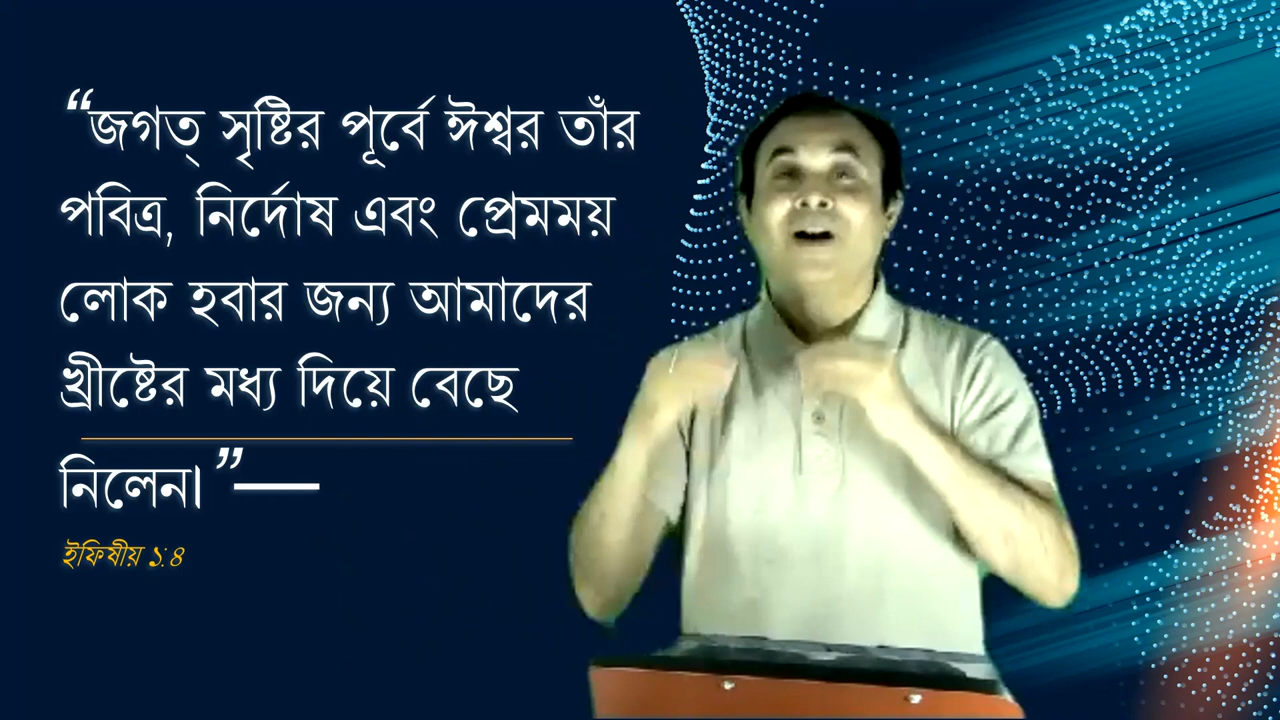 “জগত্ সৃষ্টির পূর্বে ঈশ্বর তাঁর
পবিত্র, নির্দোষ এবং প্রেমময়
লোক হবার জন্য আমাদের
খ্রীষ্টের মধ্য দিয়ে বেছে
নিলেন।”—
ইফিষীয় ১:৪